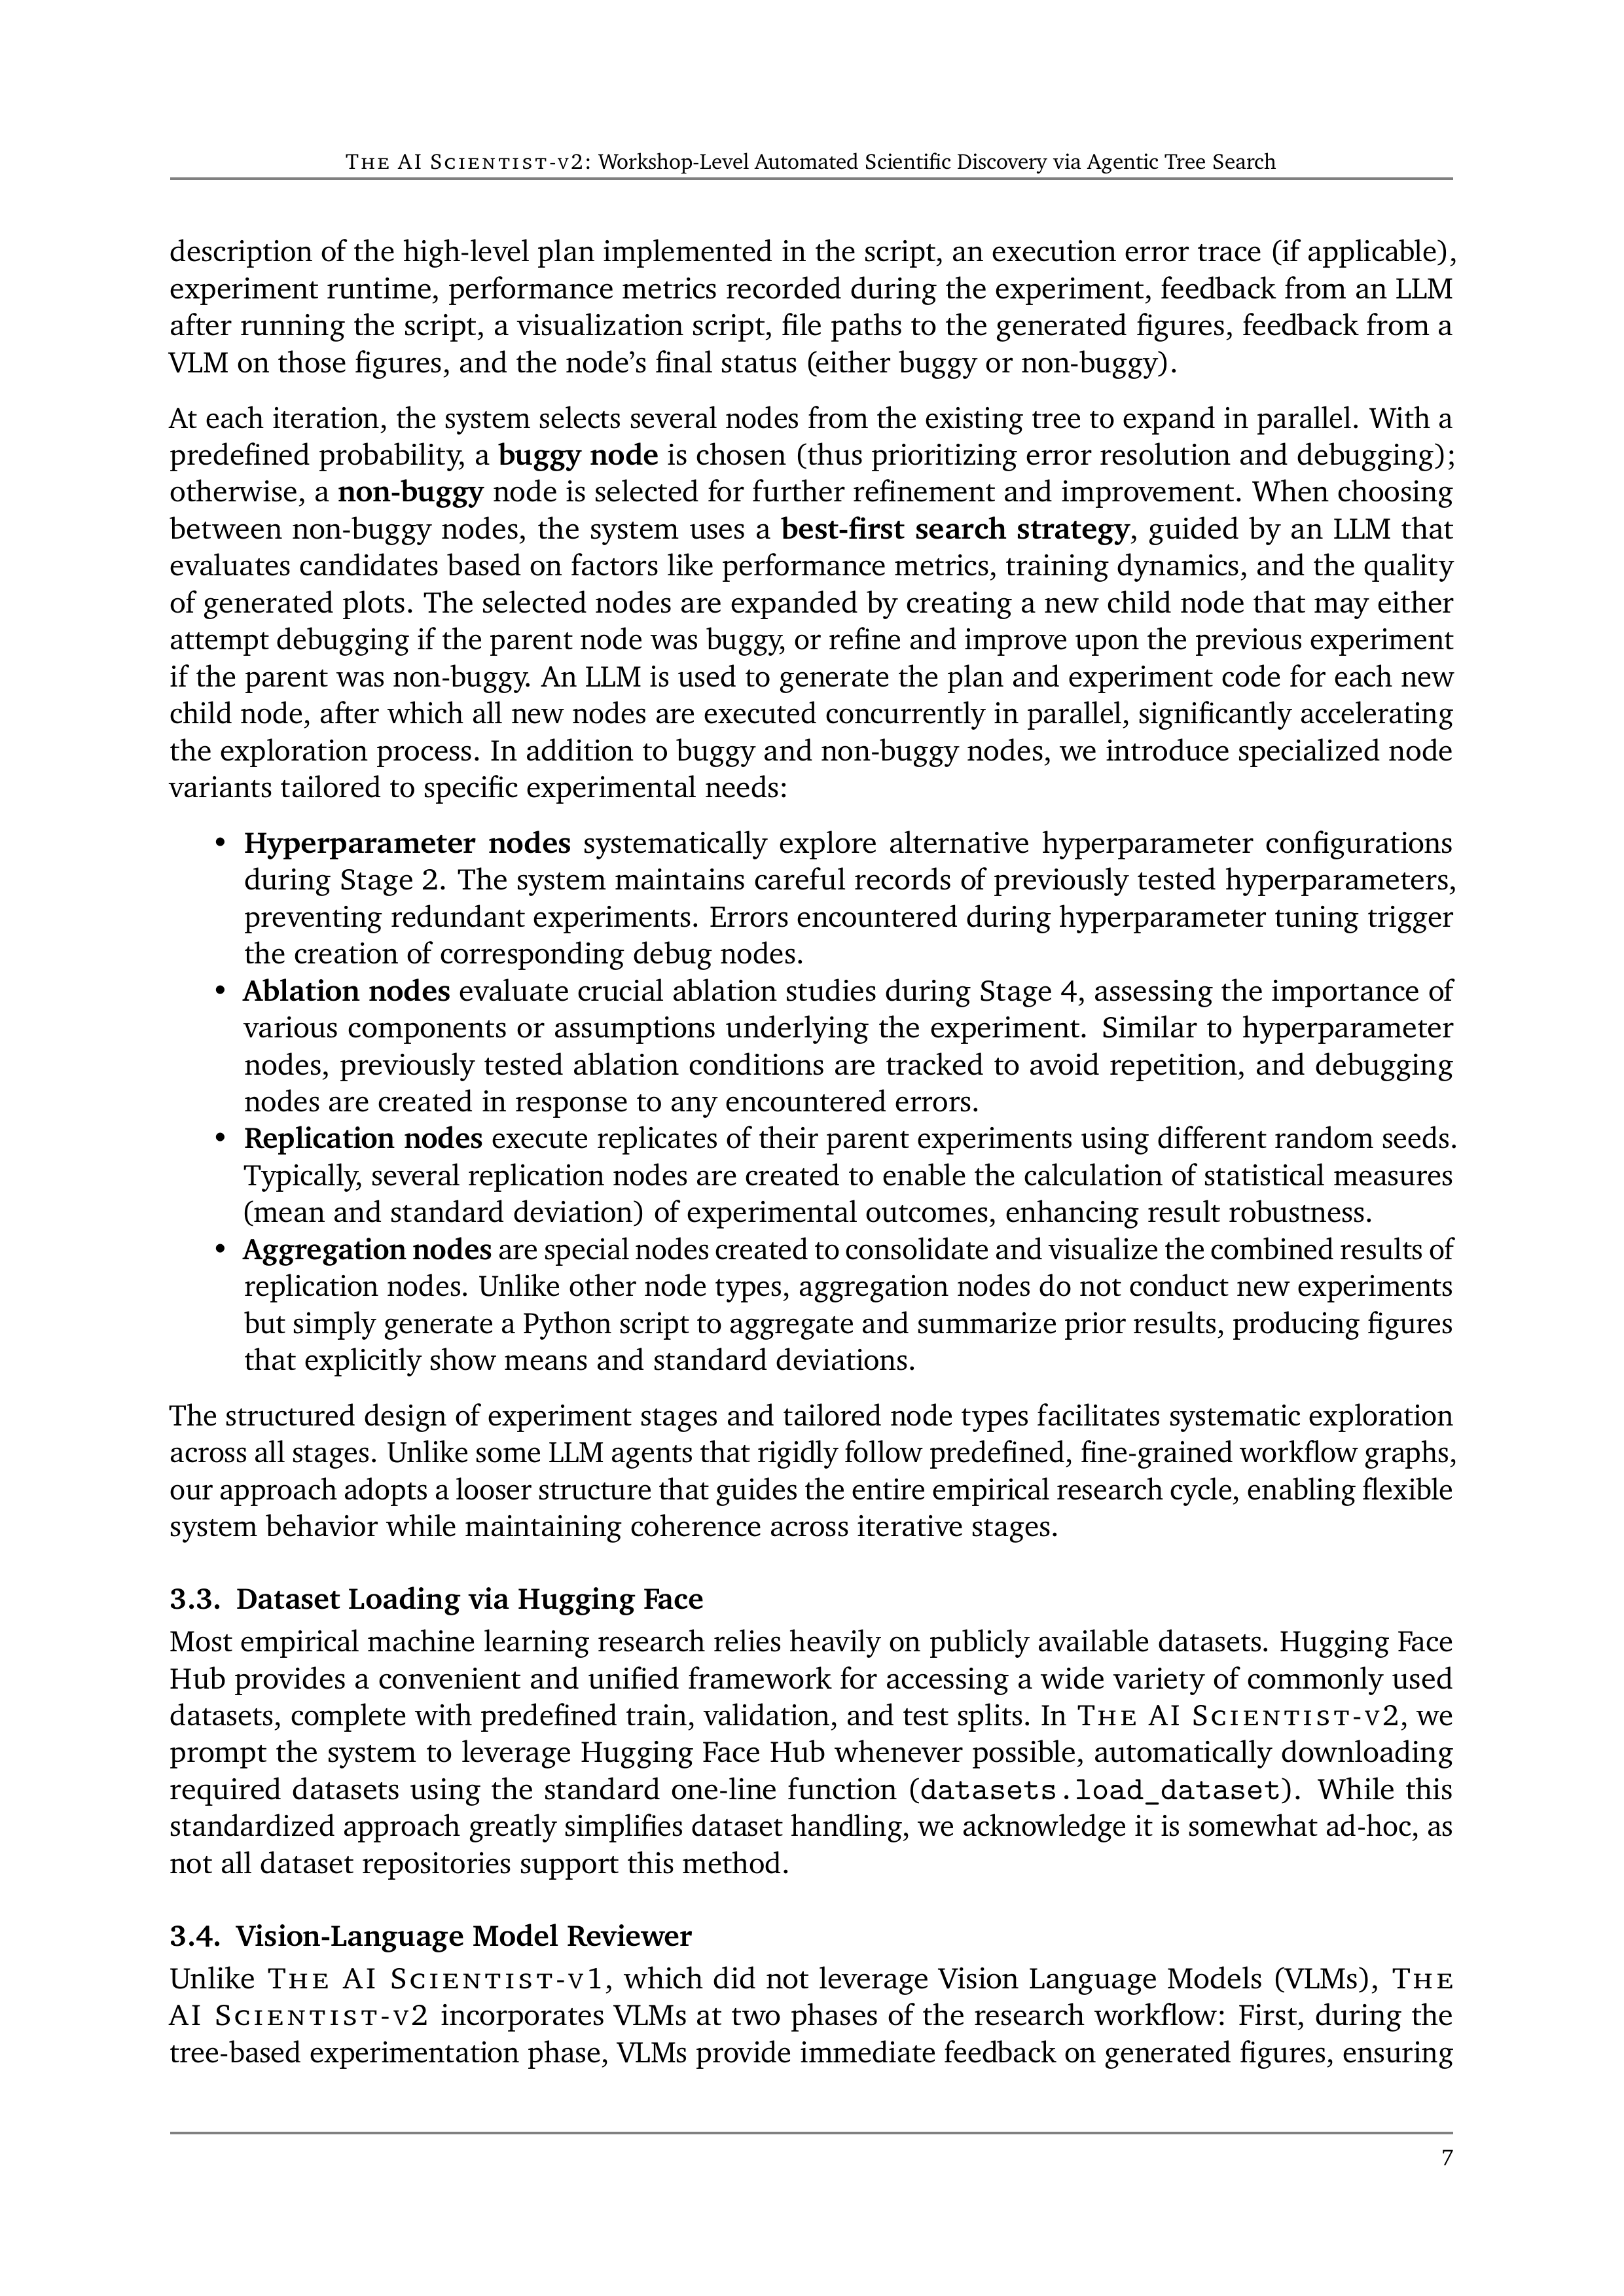 THE AI SCIENTIST-V2: Workshop-Level Automated Scientific Discovery via Agentic Tree Search
description of the high-level plan implemented in the script, an execution error trace (if applicable),
experiment runtime, performance metrics recorded during the experiment, feedback from an LLM
after running the script, a visualization script, file paths to the generated figures, feedback from a
VLM on those figures, and the node’s final status (either buggy or non-buggy).
At each iteration, the system selects several nodes from the existing tree to expand in parallel. With a
predefined probability, a buggy node is chosen (thus prioritizing error resolution and debugging);
otherwise, a non-buggy node is selected for further refinement and improvement. When choosing
between non-buggy nodes, the system uses a best-first search strategy, guided by an LLM that
evaluates candidates based on factors like performance metrics, training dynamics, and the quality
of generated plots. The selected nodes are expanded by creating a new child node that may either
attempt debugging if the parent node was buggy, or refine and improve upon the previous experiment
if the parent was non-buggy. An LLM is used to generate the plan and experiment code for each new
child node, after which all new nodes are executed concurrently in parallel, significantly accelerating
the exploration process. In addition to buggy and non-buggy nodes, we introduce specialized node
variants tailored to specific experimental needs:
• Hyperparameter nodes systematically explore alternative hyperparameter configurations
during Stage 2. The system maintains careful records of previously tested hyperparameters,
preventing redundant experiments. Errors encountered during hyperparameter tuning trigger
the creation of corresponding debug nodes.
• Ablation nodes evaluate crucial ablation studies during Stage 4, assessing the importance of
various components or assumptions underlying the experiment. Similar to hyperparameter
nodes, previously tested ablation conditions are tracked to avoid repetition, and debugging
nodes are created in response to any encountered errors.
• Replication nodes execute replicates of their parent experiments using different random seeds.
Typically, several replication nodes are created to enable the calculation of statistical measures
(mean and standard deviation) of experimental outcomes, enhancing result robustness.
• Aggregation nodes are special nodes created to consolidate and visualize the combined results of
replication nodes. Unlike other node types, aggregation nodes do not conduct new experiments
but simply generate a Python script to aggregate and summarize prior results, producing figures
that explicitly show means and standard deviations.
The structured design of experiment stages and tailored node types facilitates systematic exploration
across all stages. Unlike some LLM agents that rigidly follow predefined, fine-grained workflow graphs,
our approach adopts a looser structure that guides the entire empirical research cycle, enabling flexible
system behavior while maintaining coherence across iterative stages.
3.3. Dataset Loading via Hugging Face
Most empirical machine learning research relies heavily on publicly available datasets. Hugging Face
Hub provides a convenient and unified framework for accessing a wide variety of commonly used
datasets, complete with predefined train, validation, and test splits. In THE AI SCIENTIST-V2, we
prompt the system to leverage Hugging Face Hub whenever possible, automatically downloading
required datasets using the standard one-line function (datasets.load_dataset). While this
standardized approach greatly simplifies dataset handling, we acknowledge it is somewhat ad-hoc, as
not all dataset repositories support this method.
3.4. Vision-Language Model Reviewer
Unlike THE AI SCIENTIST-V1, which did not leverage Vision Language Models (VLMs), THE
AI SCIENTIST-V2 incorporates VLMs at two phases of the research workflow: First, during the
tree-based experimentation phase, VLMs provide immediate feedback on generated figures, ensuring
7